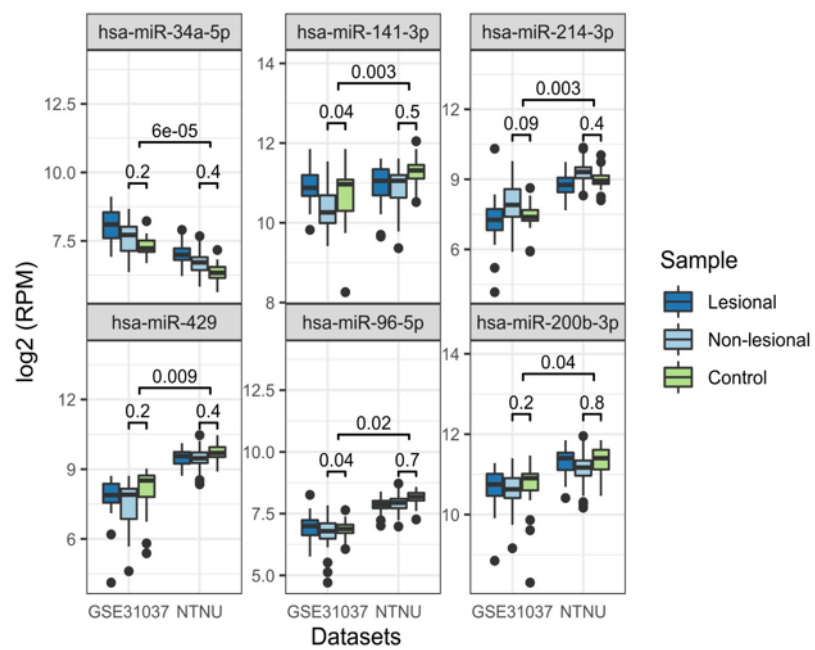 hsa-miR-34a-5p
hsa-miR-141-3p
hsa-miR-214-3p
12.5
10.0
7.5
6e-05
0.2
0.4
14
12
10
8
0.003
0.04
0.5
12
9
6
0.003
0.09
0.4
log2 (RPM)
hsa-miR-429
hsa-miR-96-5p
hsa-miR-200b-3p
12
9
6
0.009
0.2
0.4
12.5
10.0
7.5
5.0
0.02
0.04
0.7
14
12
10
0.04
0.2
0.8
GSE31037 NTNU
GSE31037 NTNU
GSE31037 NTNU
Datasets
Sample
Lesional
Non-lesional
Control